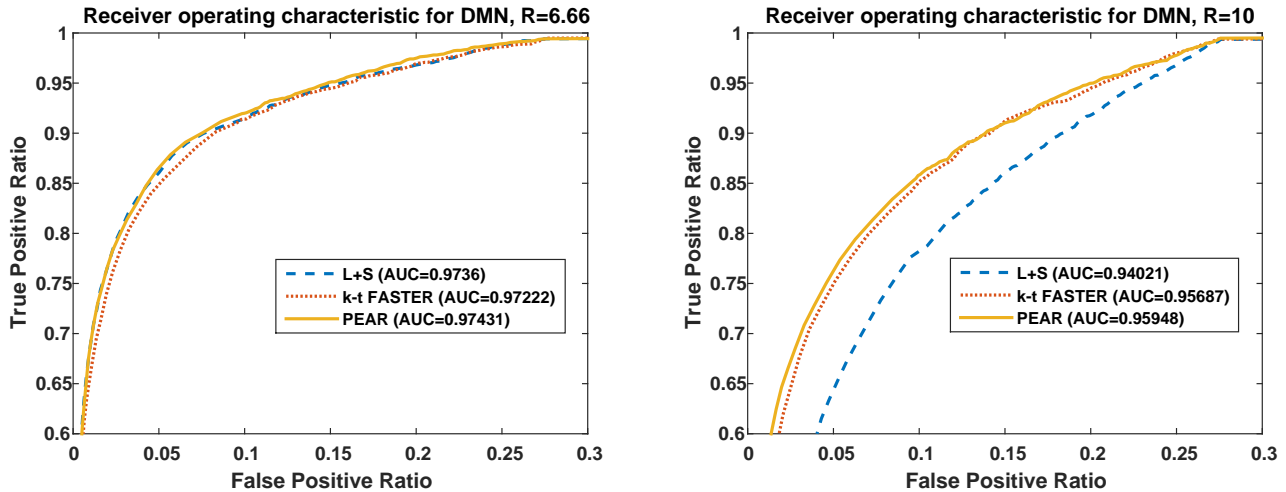 Receiver operating characteristic for DMN, R=6.66
1
0.95
0.9
0.85
0.8
0.75
0.7
0.65
0.6
True Positive Ratio
L+S (AUC=0.9736)
k-t FASTER (AUC=0.97222)
PEAR (AUC=0.97431)
0 0.05 0.1 0.15 0.2 0.25 0.3
False Positive Ratio
Receiver operating characteristic for DMN, R=10
1
0.95
0.9
0.85
0.8
0.75
0.7
0.65
0.6
True Positive Ratio
L+S (AUC=0.94021)
k-t FASTER (AUC=0.95687)
PEAR (AUC=0.95948)
0 0.05 0.1 0.15 0.2 0.25 0.3
False Positive Ratio